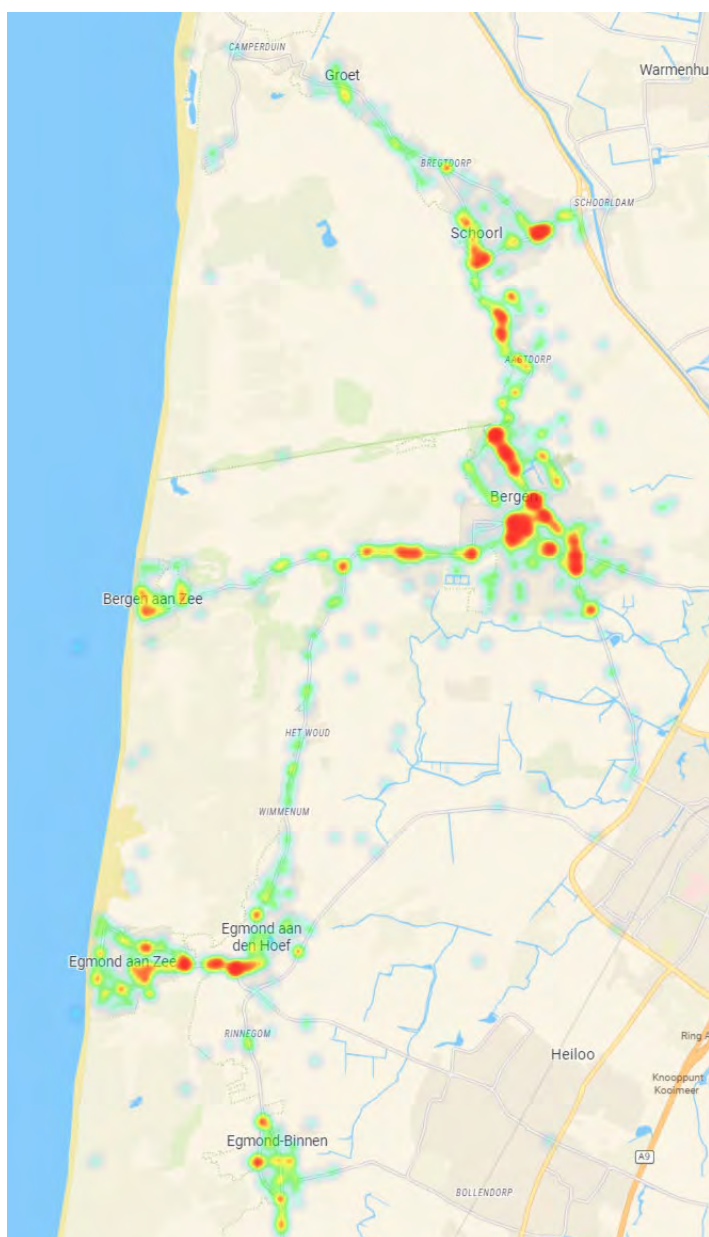 CAMPERDUIN
Groet
Warmenhu
BREGTDORP
SCHOORLDAM
Schoorl
AAGTDORP
Bergen
Bergen aan Zee
HET WOUD
WIMMENUM
Egmond aan
den Hoef
Egmond aan Zee
RINNEGOM
Heiloo
Ring A
Knooppunt
Kooimeer
Egmond-Binnen
A9
BOLLENDORP